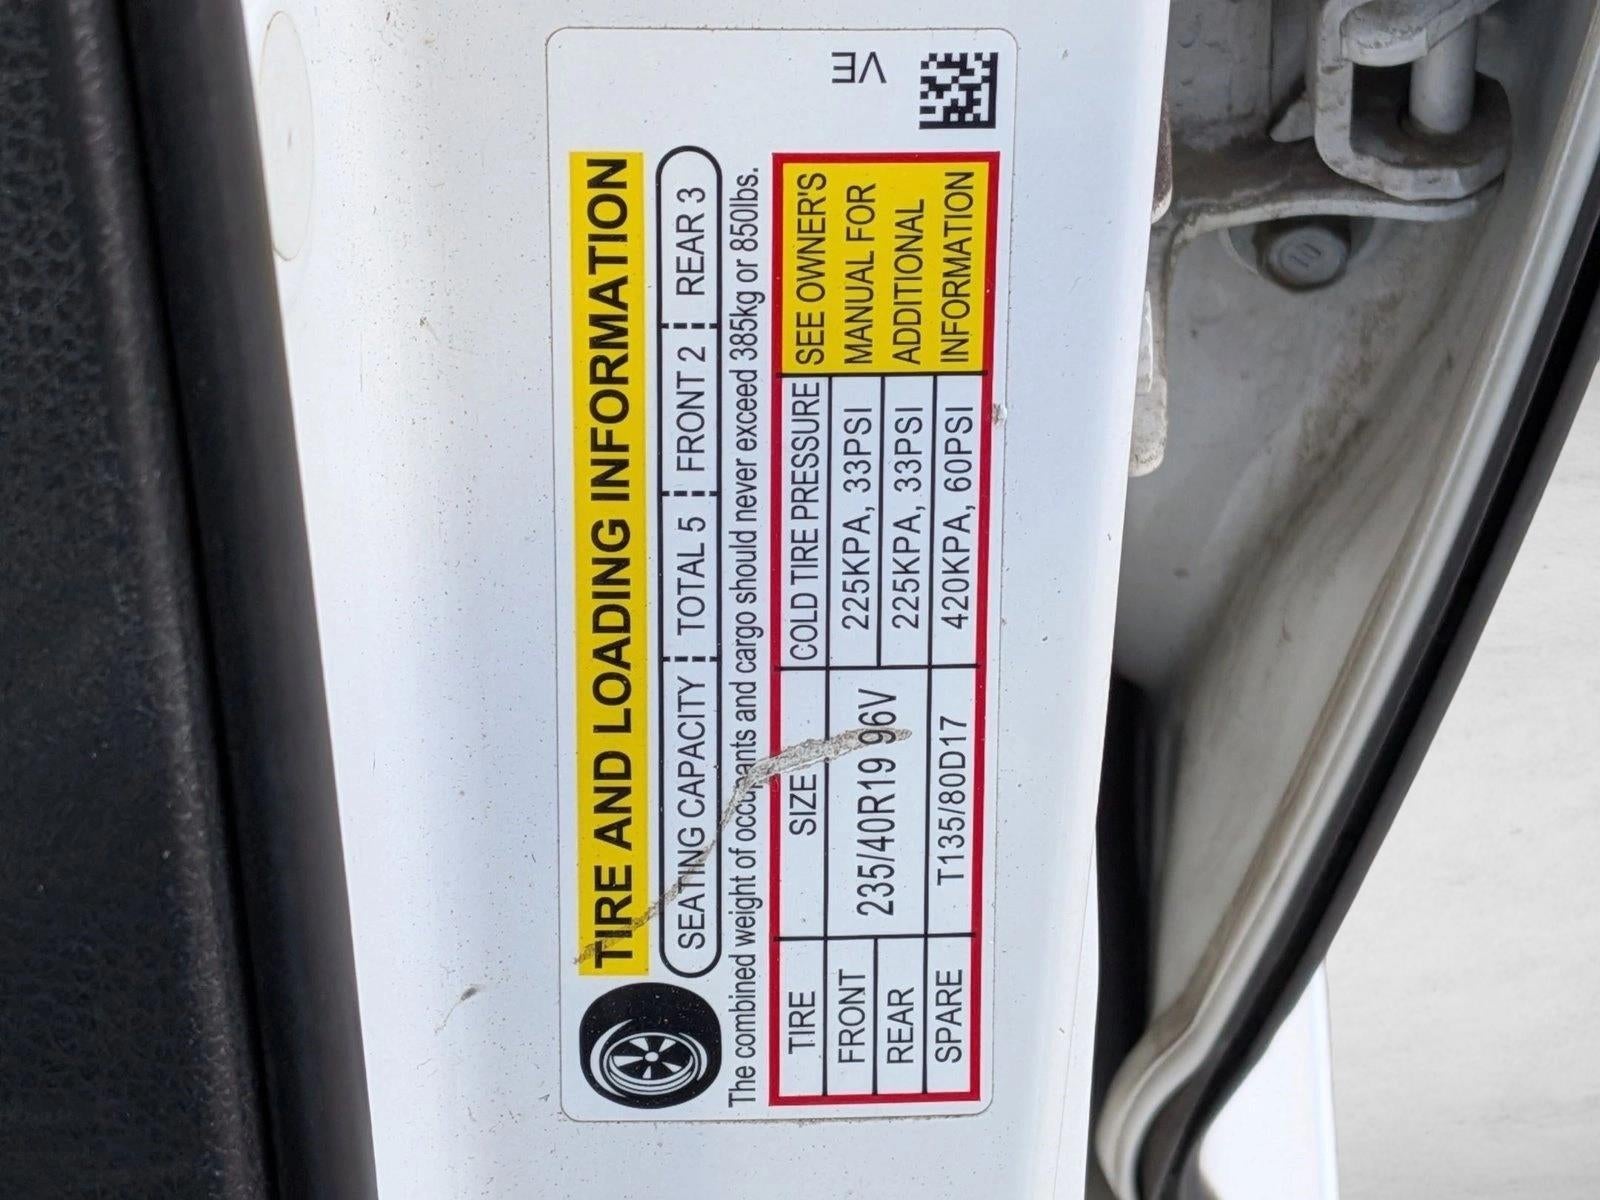 TIRE AND LOADING INFORMATION
SEATING CAPACITY TOTAL 5 FRONT 2 REAR 3
The combined weight of occupants and cargo should never exceed 385kg or 850lbs.
TIRE SIZE COLD TIRE PRESSURE SEE OWNER'S
FRONT 235/40R19 96V 225KPA, 33PSI MANUAL FOR
REAR 225KPA, 33PSI ADDITIONAL
SPARE T135/80D17 420KPA, 60PSI INFORMATION
VE